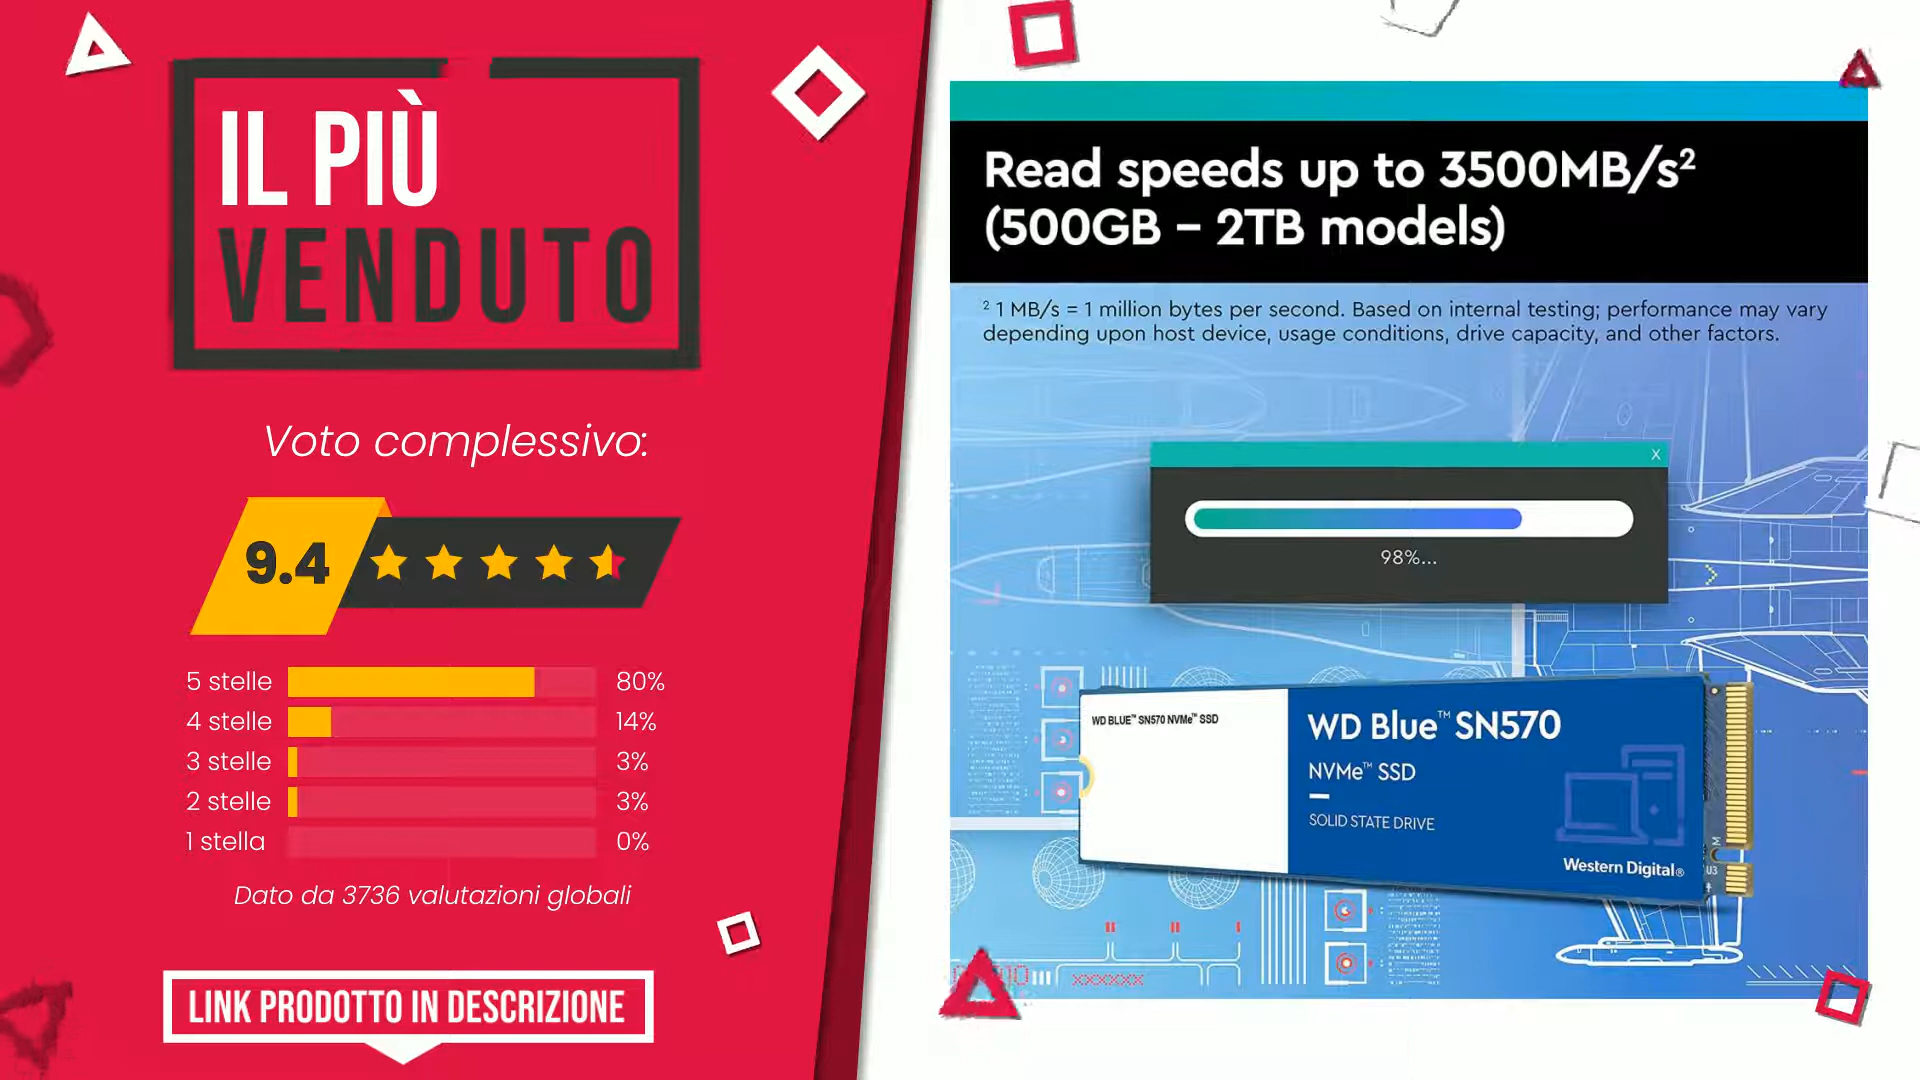 IL PIÙ
VENDUTO
Voto complessivo:
9.4
5 stelle 80%
4 stelle 14%
3 stelle 3%
2 stelle 3%
1 stella 0%
Dato da 3736 valutazioni globali
LINK PRODOTTO IN DESCRIZIONE
Read speeds up to 3500MB/s²
(500GB – 2TB models)
² 1 MB/s = 1 million bytes per second. Based on internal testing; performance may vary
depending upon host device, usage conditions, drive capacity, and other factors.
X
98%...
WD BLUE™ SN570 NVMe™ SSD
WD Blue™ SN570
NVMe™ SSD
SOLID STATE DRIVE
Western Digital®
M
U3
xxxxxxx